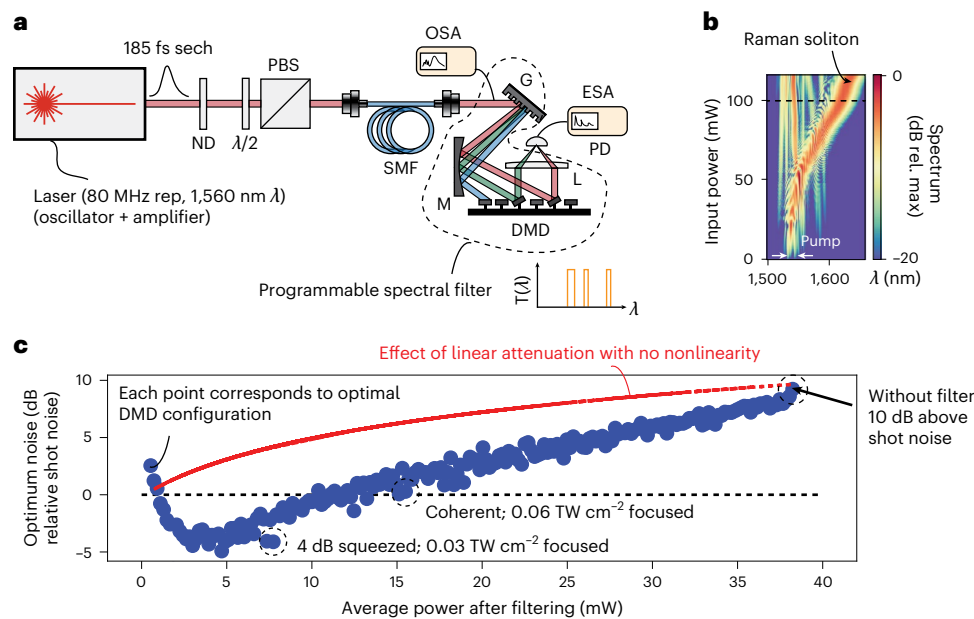 a
185 fs sech
PBS
ND
λ/2
SMF
OSA
G
ESA
PD
M
L
DMD
Laser (80 MHz rep, 1,560 nm λ)
(oscillator + amplifier)
Programmable spectral filter
T(λ)
λ
b
Raman soliton
Input power (mW)
100
50
0
Pump
1,500
1,600
λ (nm)
0
−20
Spectrum
(dB rel. max)
c
Effect of linear attenuation with no nonlinearity
Each point corresponds to optimal
DMD configuration
Without filter
10 dB above
shot noise
Coherent; 0.06 TW cm⁻² focused
4 dB squeezed; 0.03 TW cm⁻² focused
Optimum noise (dB
relative shot noise)
10
5
0
−5
0
5
10
15
20
25
30
35
40
Average power after filtering (mW)